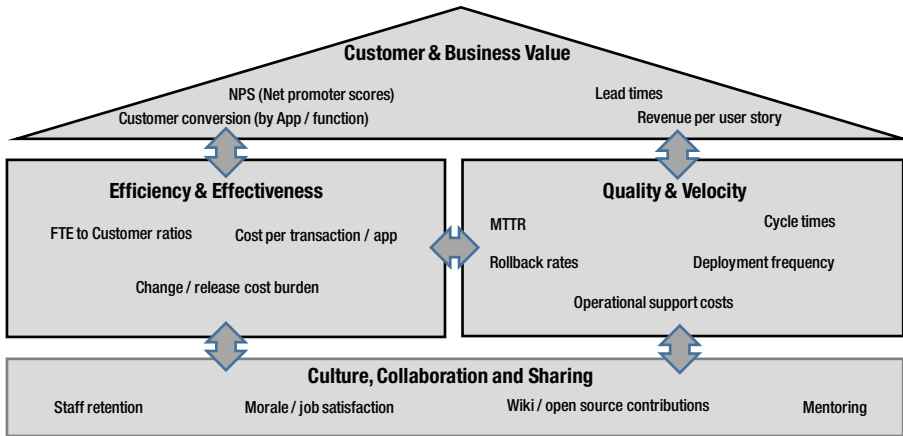 Customer & Business Value
NPS (Net promoter scores)
Lead times
Customer conversion (by App / function)
Revenue per user story
Efficiency & Effectiveness
FTE to Customer ratios
Cost per transaction / app
Change / release cost burden
Quality & Velocity
MTTR
Cycle times
Rollback rates
Deployment frequency
Operational support costs
Culture, Collaboration and Sharing
Staff retention
Morale / job satisfaction
Wiki / open source contributions
Mentoring